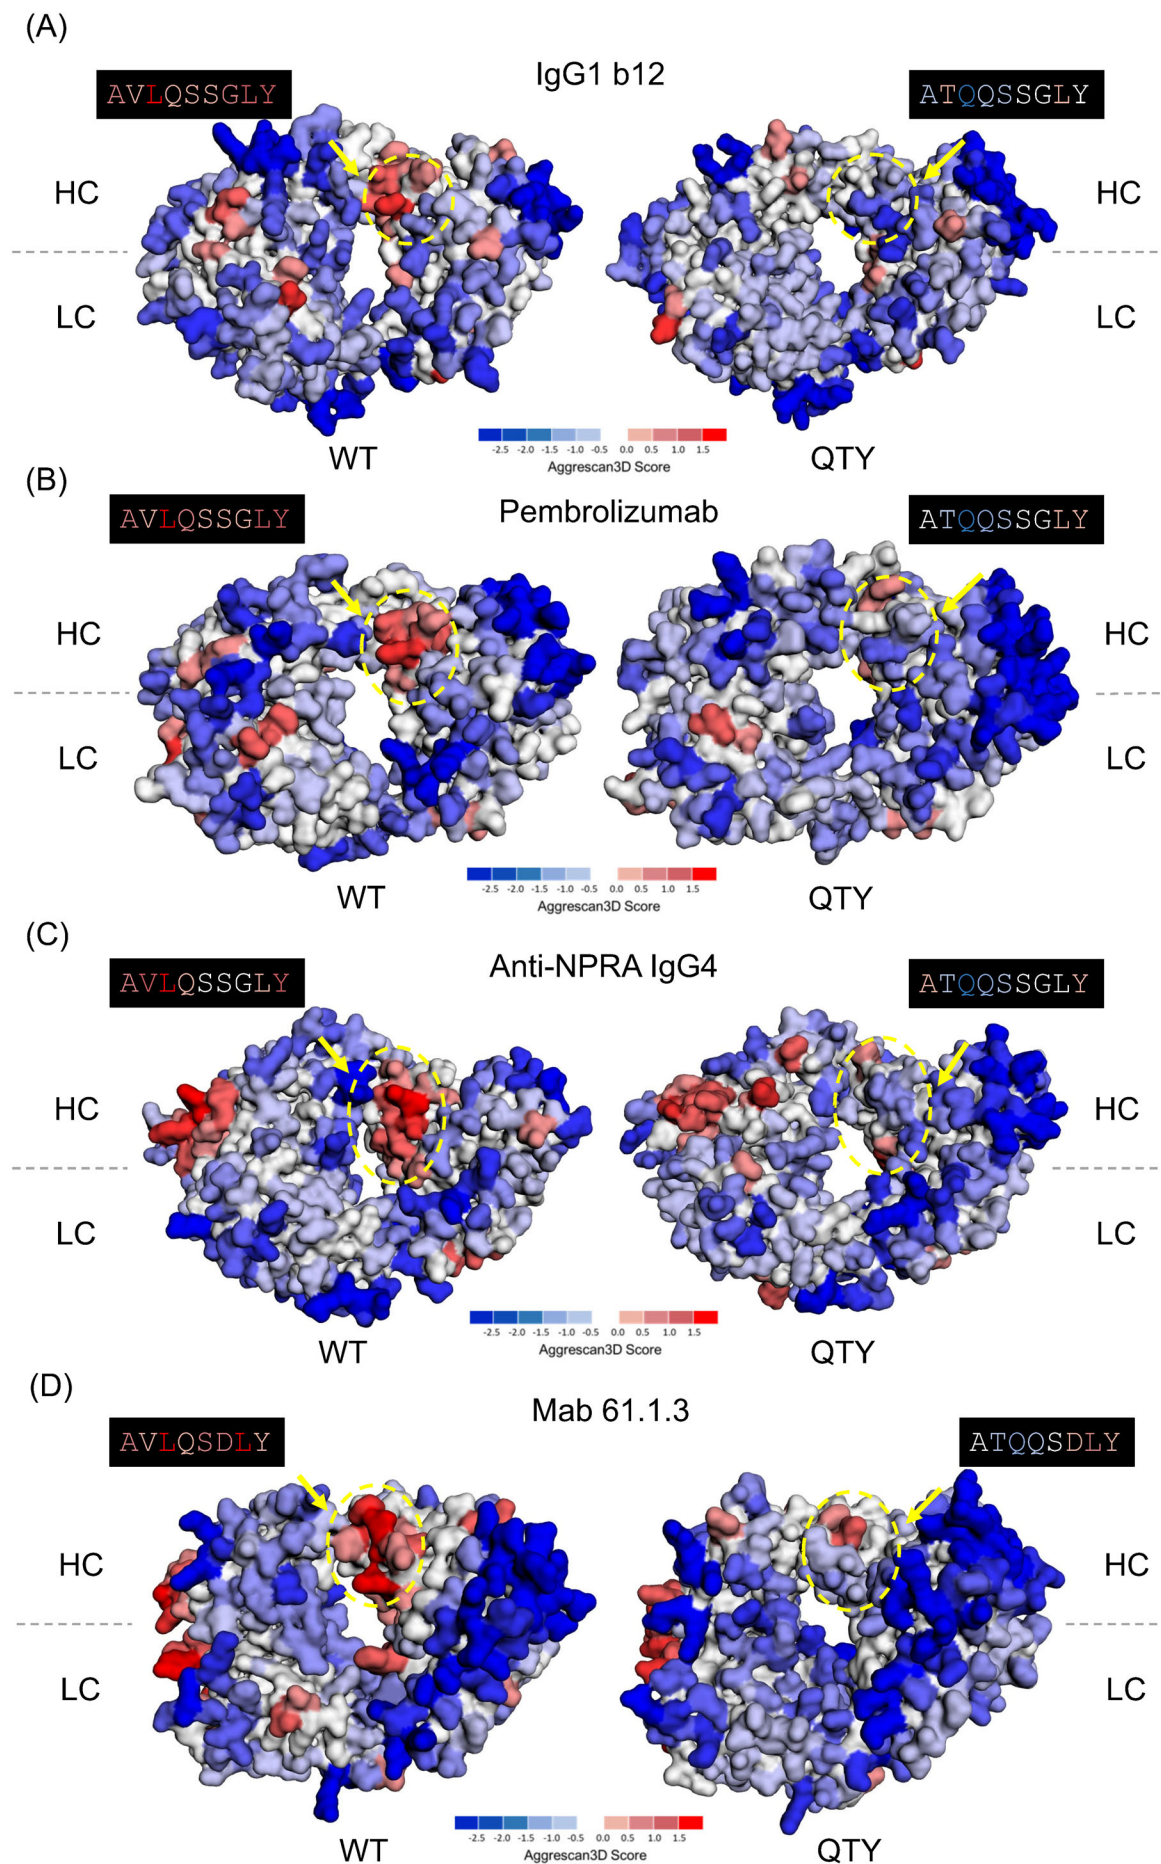 (A)
IgG1 b12
AVLQSSGLY
ATQQSSGLY
HC
HC
LC
LC
-2.5 -2.0 -1.5 -1.0 -0.5 0.0 0.5 1.0 1.5
Aggrescan3D Score
WT
QTY
(B)
Pembrolizumab
AVLQSSGLY
ATQQSSGLY
HC
HC
LC
LC
-2.5 -2.0 -1.5 -1.0 -0.5 0.0 0.5 1.0 1.5
Aggrescan3D Score
WT
QTY
(C)
Anti-NPRA IgG4
AVLQSSGLY
ATQQSSGLY
HC
HC
LC
LC
-2.5 -2.0 -1.5 -1.0 -0.5 0.0 0.5 1.0 1.5
Aggrescan3D Score
WT
QTY
(D)
Mab 61.1.3
AVLQSDLY
ATQQSDLY
HC
HC
LC
LC
-2.5 -2.0 -1.5 -1.0 -0.5 0.0 0.5 1.0 1.5
Aggrescan3D Score
WT
QTY